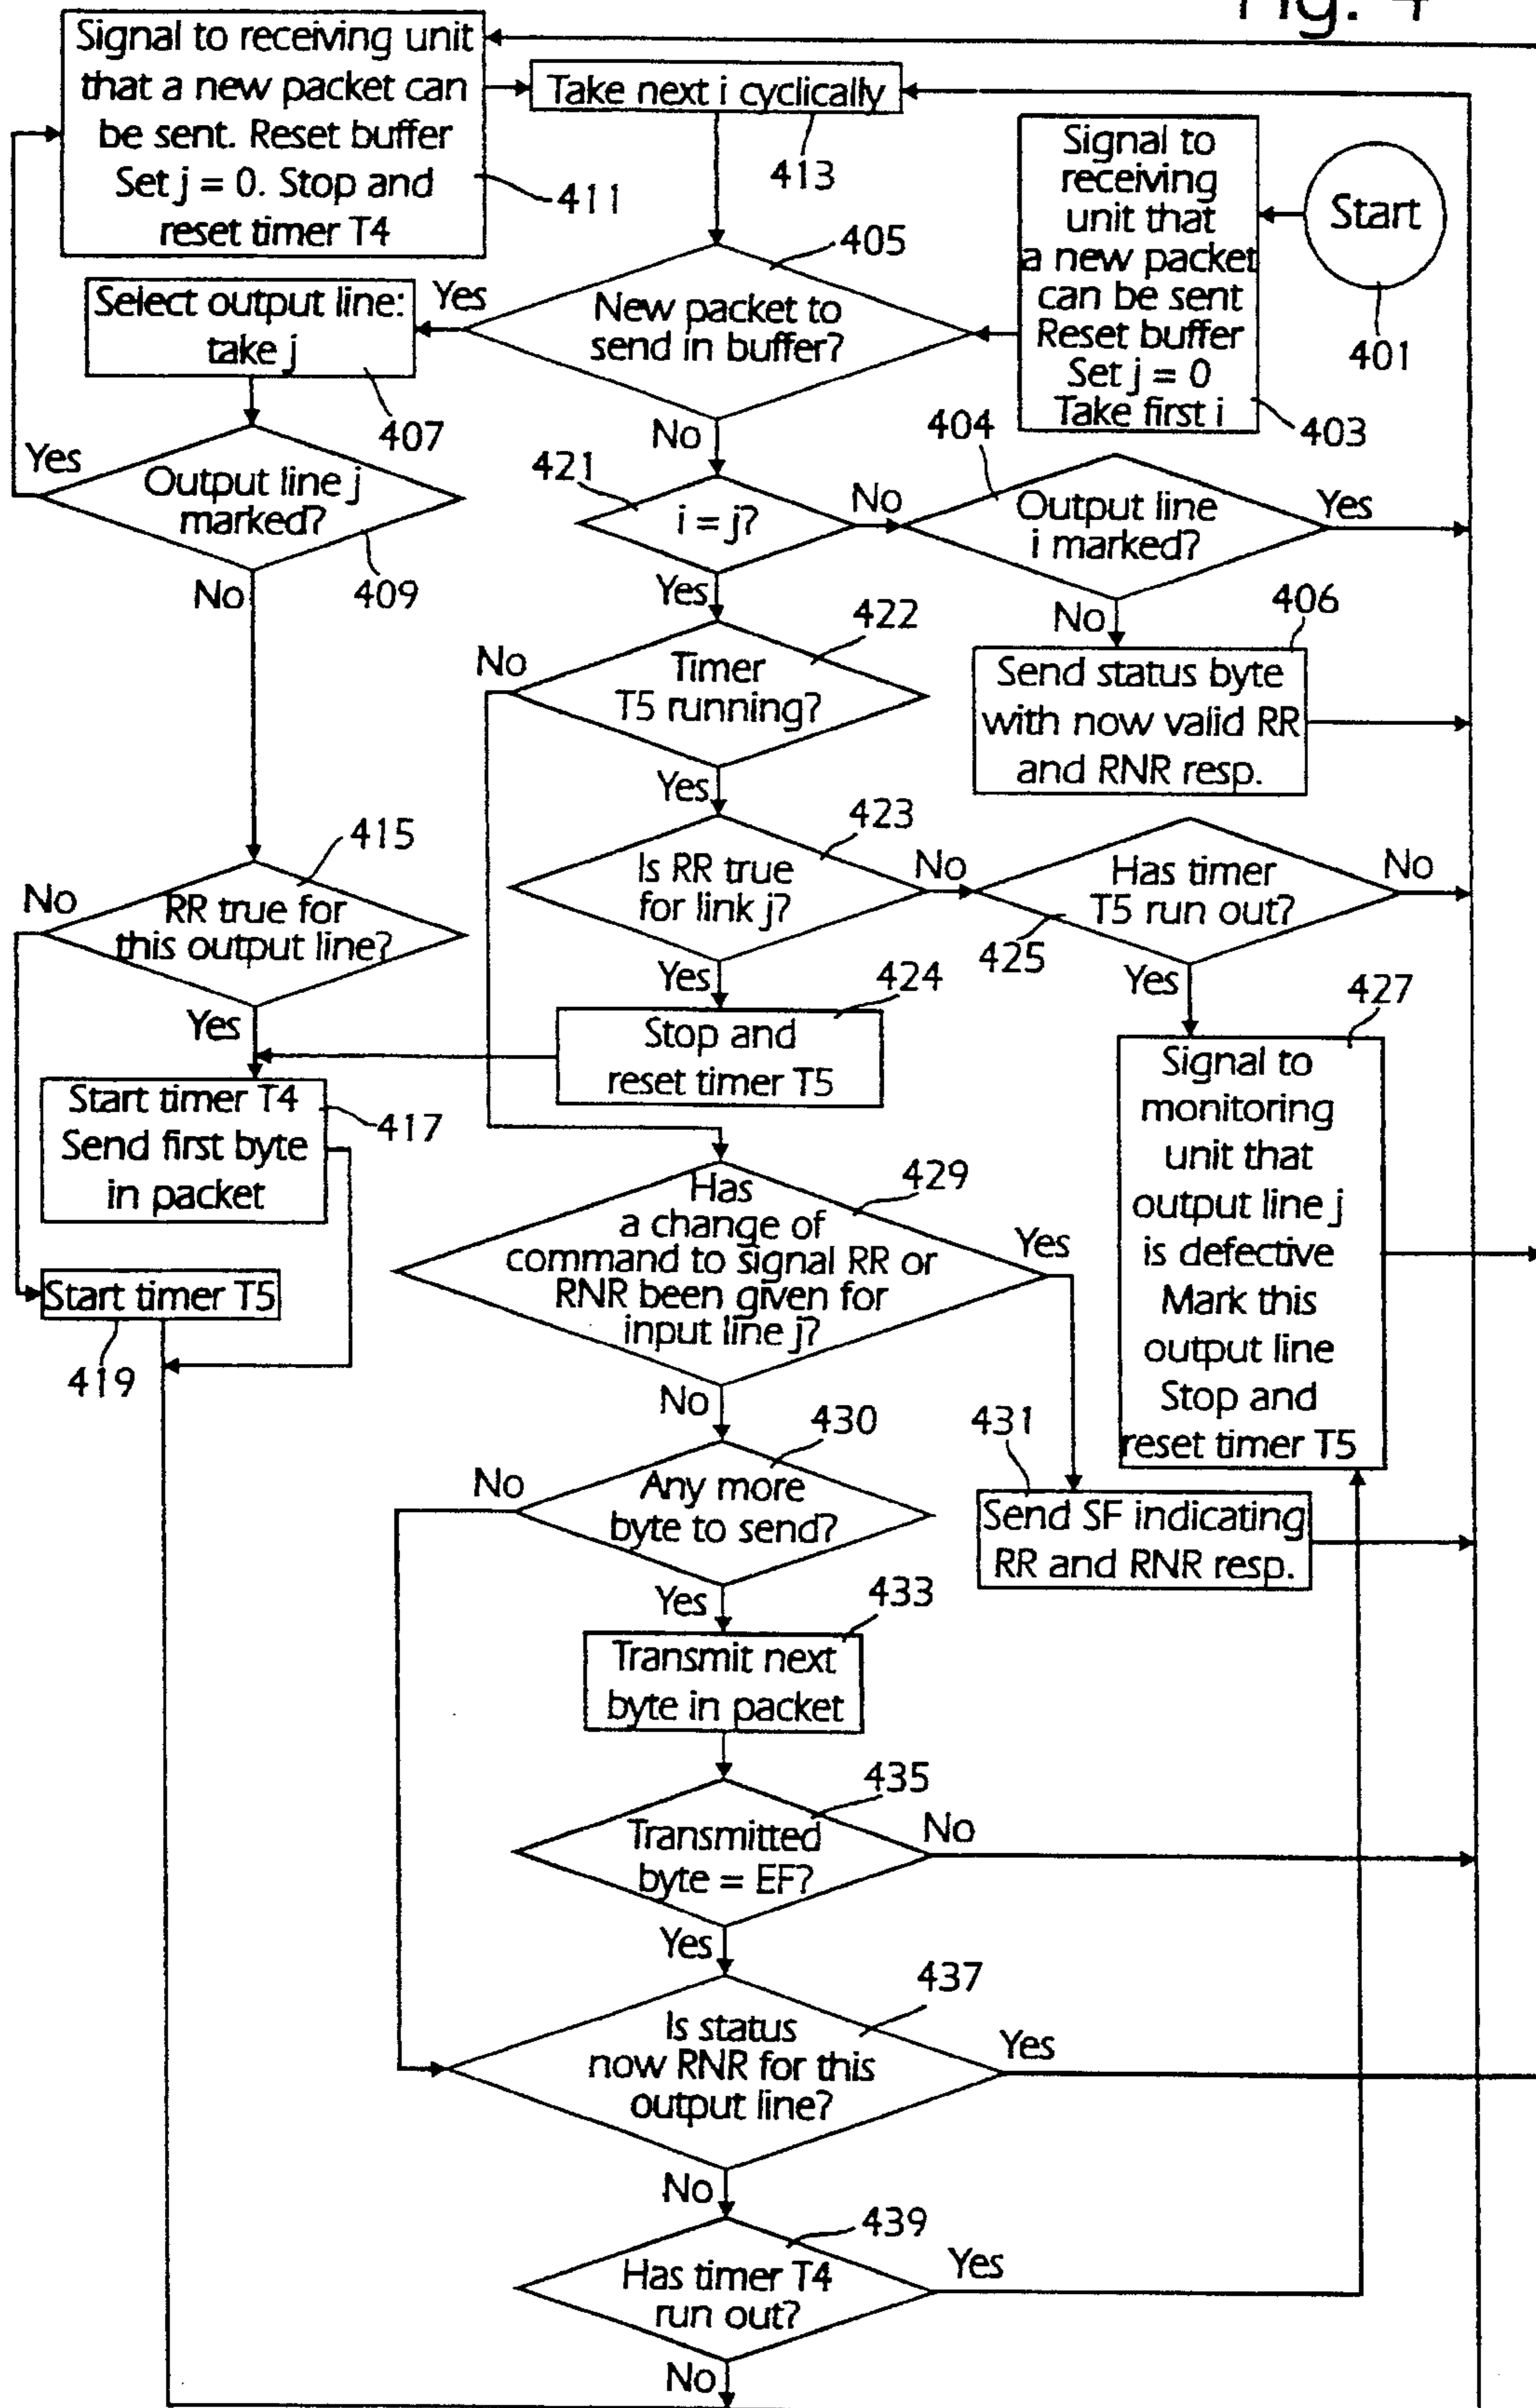 Fig. 4
Signal to receiving unit
that a new packet can
be sent. Reset buffer
Set j = 0. Stop and
reset timer T4
411
Take next i cyclically
413
Signal to
receiving
unit that
a new packet
can be sent
Reset buffer
Set j = 0
Take first i
403
Start
401
405
New packet to
send in buffer?
Yes
No
Select output line:
take j
407
Output line j
marked?
Yes
No
409
421
i = j?
No
Yes
404
Output line
i marked?
Yes
No
406
Send status byte
with now valid RR
and RNR resp.
422
Timer
T5 running?
No
Yes
423
Is RR true
for link j?
No
Yes
Has timer
T5 run out?
No
425
Yes
415
RR true for
this output line?
No
Yes
424
Stop and
reset timer T5
427
Signal to
monitoring
unit that
output line j
is defective
Mark this
output line
Stop and
reset timer T5
Start timer T4
Send first byte
in packet
417
Start timer T5
419
429
Has
a change of
command to signal RR or
RNR been given for
input line j?
Yes
No
430
Any more
byte to send?
No
Yes
431
Send SF indicating
RR and RNR resp.
433
Transmit next
byte in packet
435
Transmitted
byte = EF?
No
Yes
437
Is status
now RNR for this
output line?
Yes
No
439
Has timer T4
run out?
Yes
No